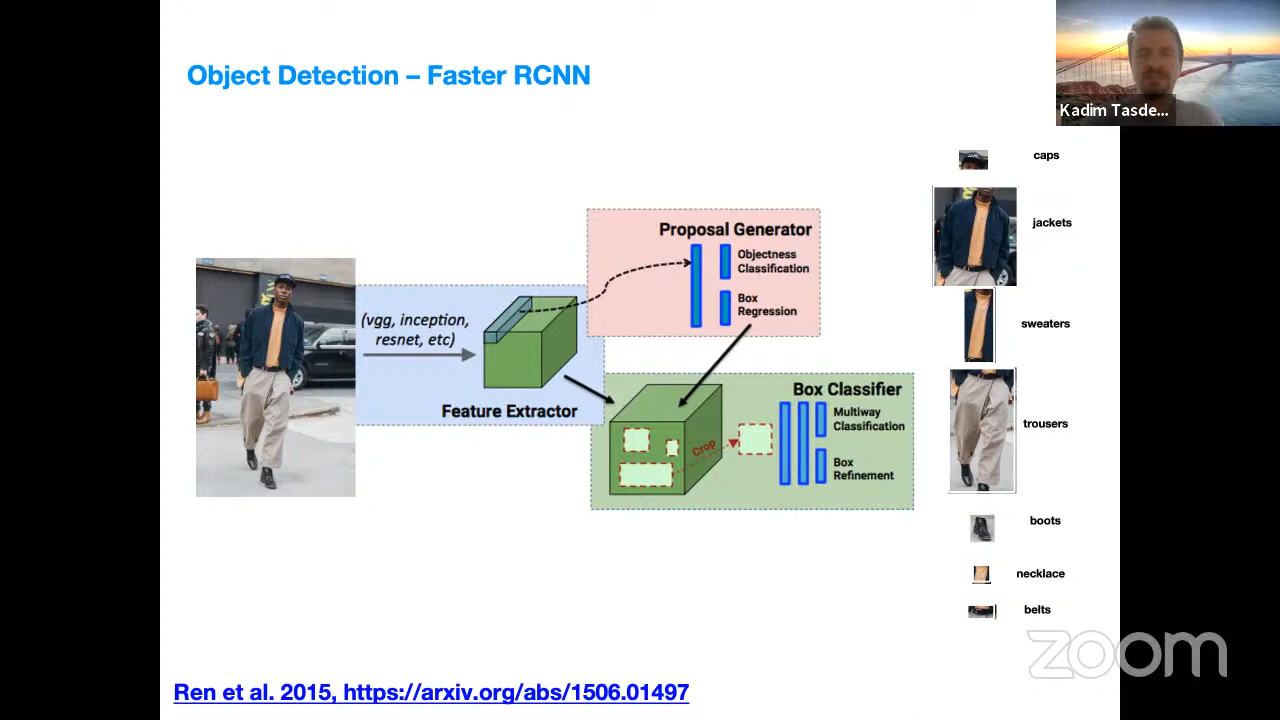 Object Detection – Faster RCNN
Kadim Tasde...
caps
jackets
sweaters
trousers
boots
necklace
belts
Proposal Generator
Objectness
Classification
Box
Regression
(vgg, inception,
resnet, etc)
Feature Extractor
Box Classifier
Multiway
Classification
Crop
Box
Refinement
zoom
Ren et al. 2015, https://arxiv.org/abs/1506.01497